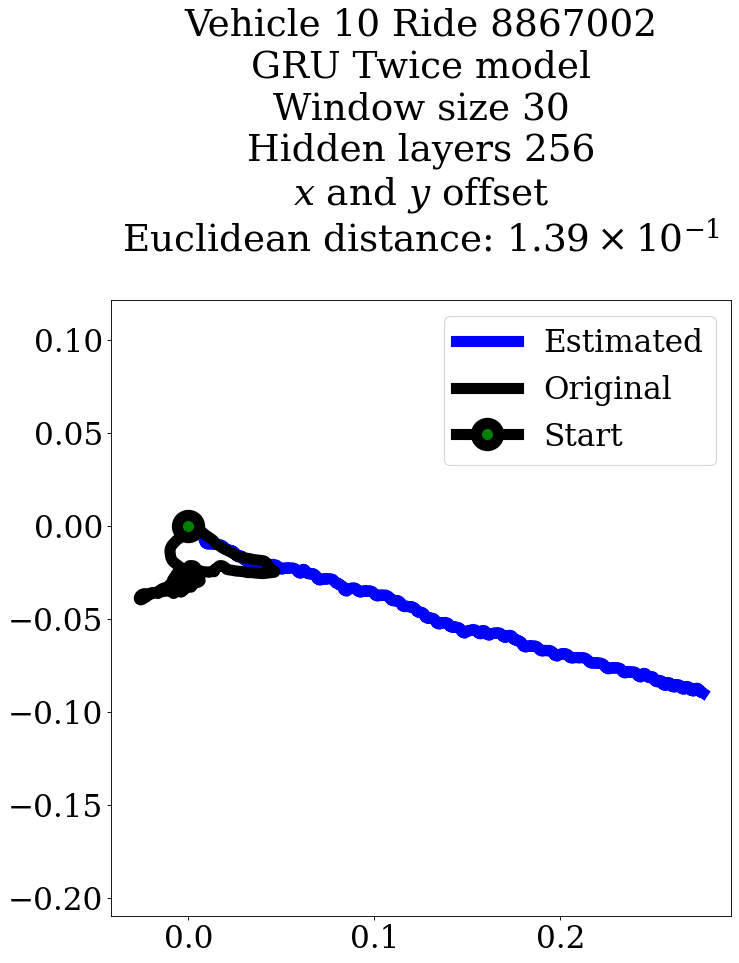 Vehicle 10 Ride 8867002
GRU Twice model
Window size 30
Hidden layers 256
x and y offset
Euclidean distance: 1.39 × 10⁻¹
Estimated
Original
Start
0.10
0.05
0.00
−0.05
−0.10
−0.15
−0.20
0.0 0.1 0.2